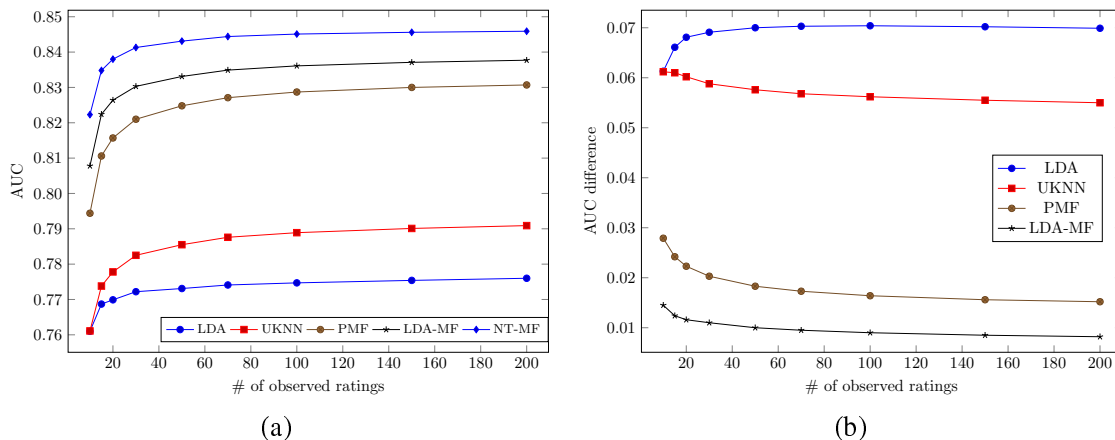 0.85
0.84
0.83
0.82
0.81
0.80
0.79
0.78
0.77
0.76
AUC
LDA UKNN PMF LDA-MF NT-MF
20 40 60 80 100 120 140 160 180 200
# of observed ratings
(a)
0.07
0.06
0.05
0.04
0.03
0.02
0.01
AUC difference
LDA
UKNN
PMF
LDA-MF
20 40 60 80 100 120 140 160 180 200
# of observed ratings
(b)